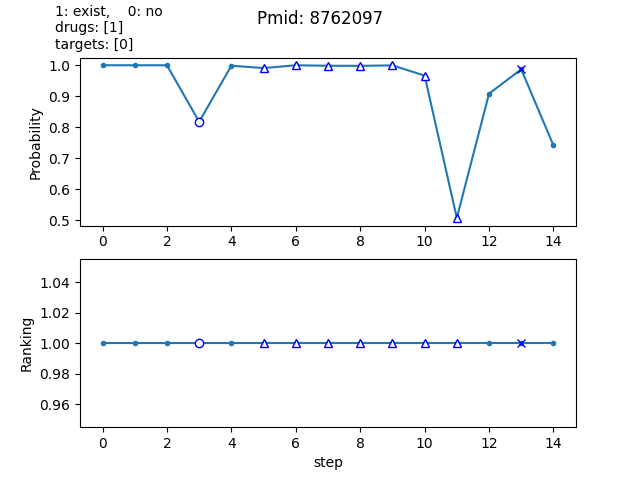 1: exist,    0: no
drugs: [1]
targets: [0]
Pmid: 8762097
Probability
1.0
0.9
0.8
0.7
0.6
0.5
0 2 4 6 8 10 12 14
Ranking
1.04
1.02
1.00
0.98
0.96
0 2 4 6 8 10 12 14
step